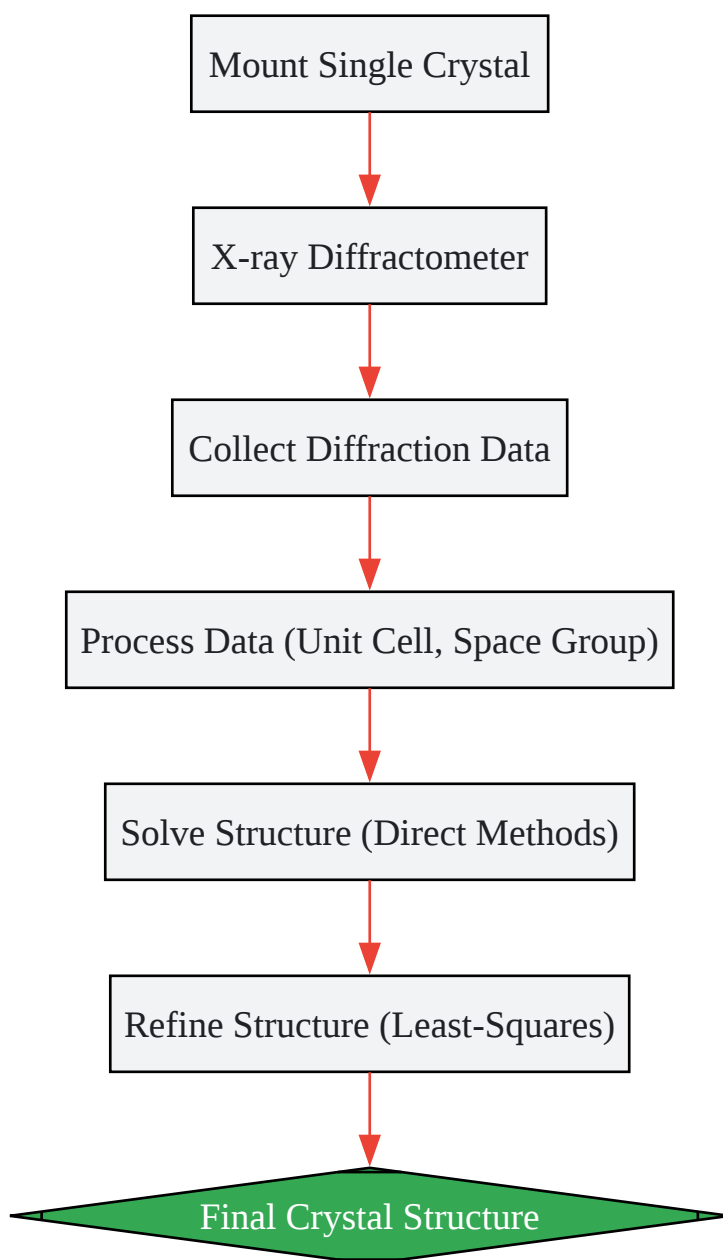 Mount Single Crystal
X-ray Diffractometer
Collect Diffraction Data
Process Data (Unit Cell, Space Group)
Solve Structure (Direct Methods)
Refine Structure (Least-Squares)
Final Crystal Structure